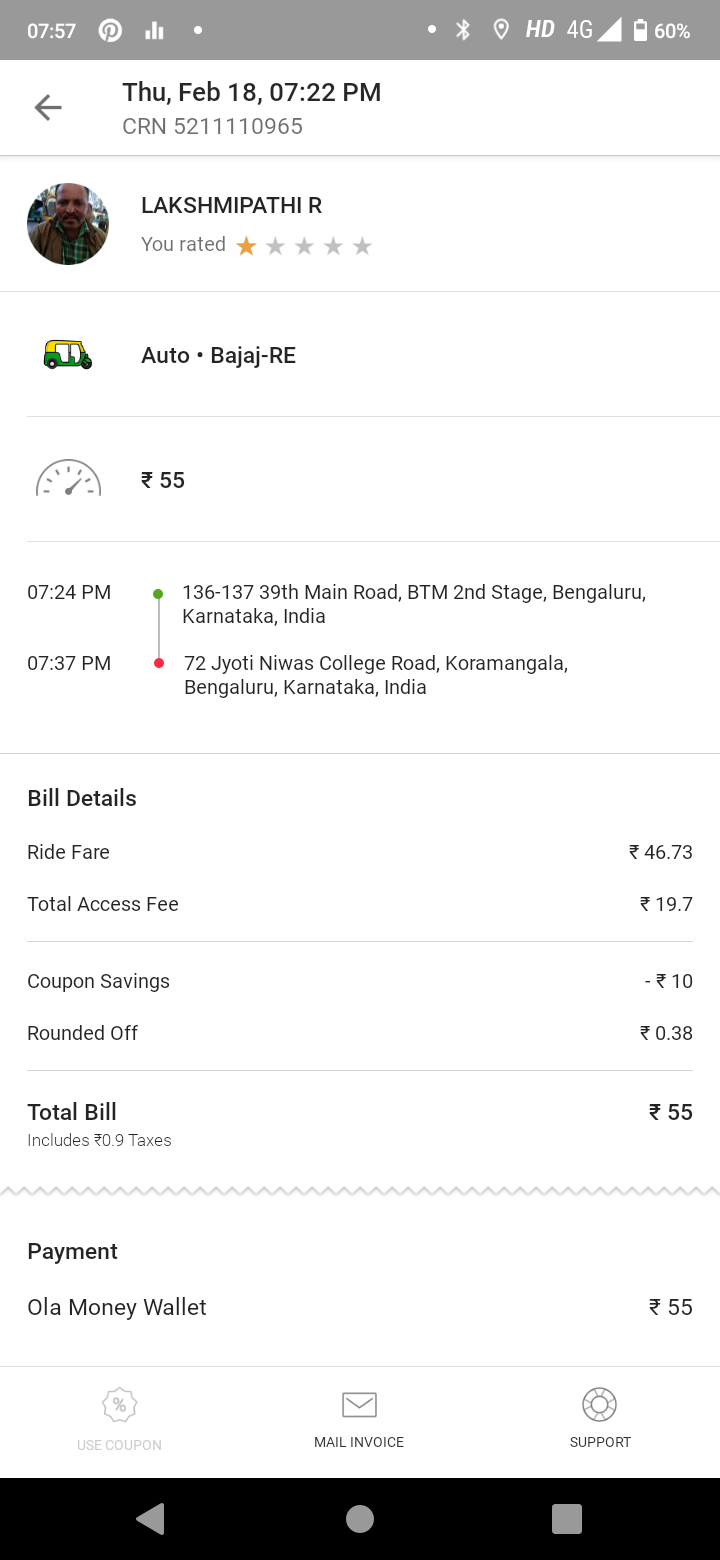 07:57 HD 4G 60%
Thu, Feb 18, 07:22 PM
CRN 5211110965
LAKSHMIPATHI R
You rated
Auto • Bajaj-RE
₹ 55
07:24 PM 136-137 39th Main Road, BTM 2nd Stage, Bengaluru,
Karnataka, India
07:37 PM 72 Jyoti Niwas College Road, Koramangala,
Bengaluru, Karnataka, India
Bill Details
Ride Fare ₹ 46.73
Total Access Fee ₹ 19.7
Coupon Savings - ₹ 10
Rounded Off ₹ 0.38
Total Bill ₹ 55
Includes ₹0.9 Taxes
Payment
Ola Money Wallet ₹ 55
USE COUPON MAIL INVOICE SUPPORT